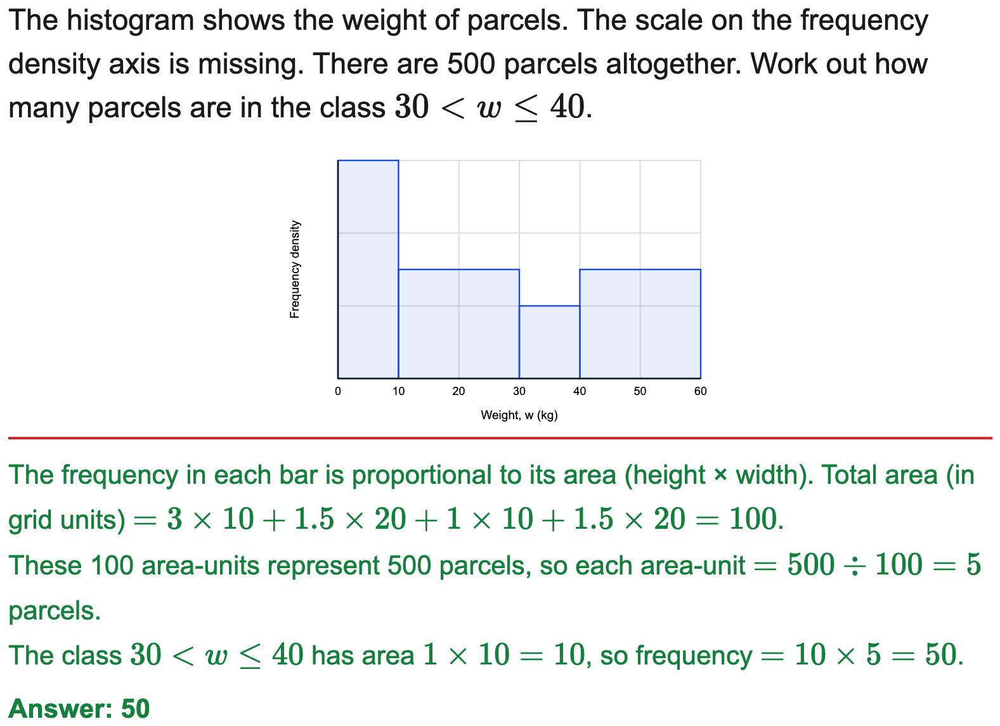 The histogram shows the weight of parcels. The scale on the frequency
density axis is missing. There are 500 parcels altogether. Work out how
many parcels are in the class 30 < w ≤ 40.
Frequency density
0 10 20 30 40 50 60
Weight, w (kg)
The frequency in each bar is proportional to its area (height × width). Total area (in
grid units) = 3 × 10 + 1.5 × 20 + 1 × 10 + 1.5 × 20 = 100.
These 100 area-units represent 500 parcels, so each area-unit = 500 ÷ 100 = 5
parcels.
The class 30 < w ≤ 40 has area 1 × 10 = 10, so frequency = 10 × 5 = 50.
Answer: 50